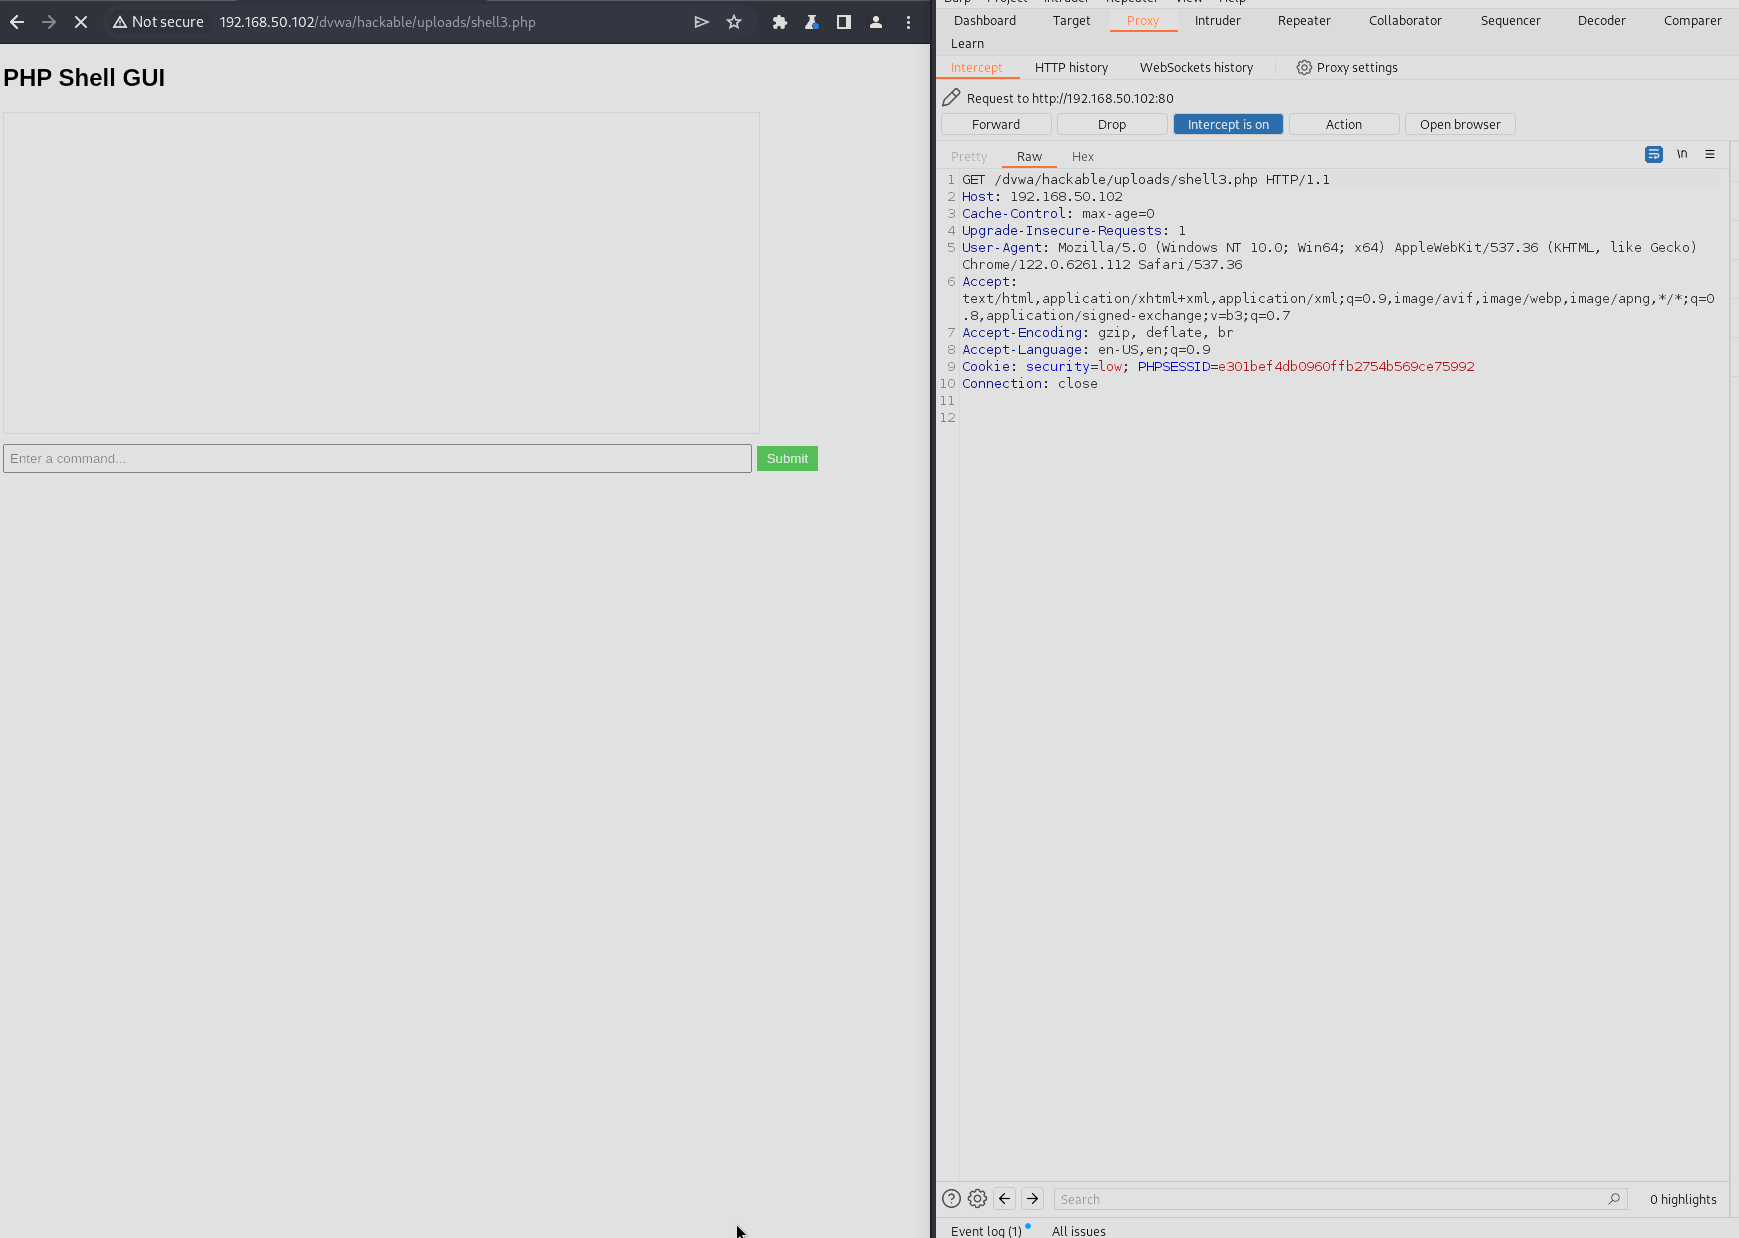 Not secure 192.168.50.102/dvwa/hackable/uploads/shell3.php
PHP Shell GUI
Enter a command...
Submit
Burp Project Intruder Repeater View Help
Dashboard Target Proxy Intruder Repeater Collaborator Sequencer Decoder Comparer
Learn
Intercept HTTP history WebSockets history Proxy settings
Request to http://192.168.50.102:80
Forward Drop Intercept is on Action Open browser
Pretty Raw Hex \n
1 GET /dvwa/hackable/uploads/shell3.php HTTP/1.1
2 Host: 192.168.50.102
3 Cache-Control: max-age=0
4 Upgrade-Insecure-Requests: 1
5 User-Agent: Mozilla/5.0 (Windows NT 10.0; Win64; x64) AppleWebKit/537.36 (KHTML, like Gecko)
Chrome/122.0.6261.112 Safari/537.36
6 Accept:
text/html,application/xhtml+xml,application/xml;q=0.9,image/avif,image/webp,image/apng,*/*;q=0
.8,application/signed-exchange;v=b3;q=0.7
7 Accept-Encoding: gzip, deflate, br
8 Accept-Language: en-US,en;q=0.9
9 Cookie: security=low; PHPSESSID=e301bef4db0960ffb2754b569ce75992
10 Connection: close
11
12
Search
0 highlights
Event log (1) All issues